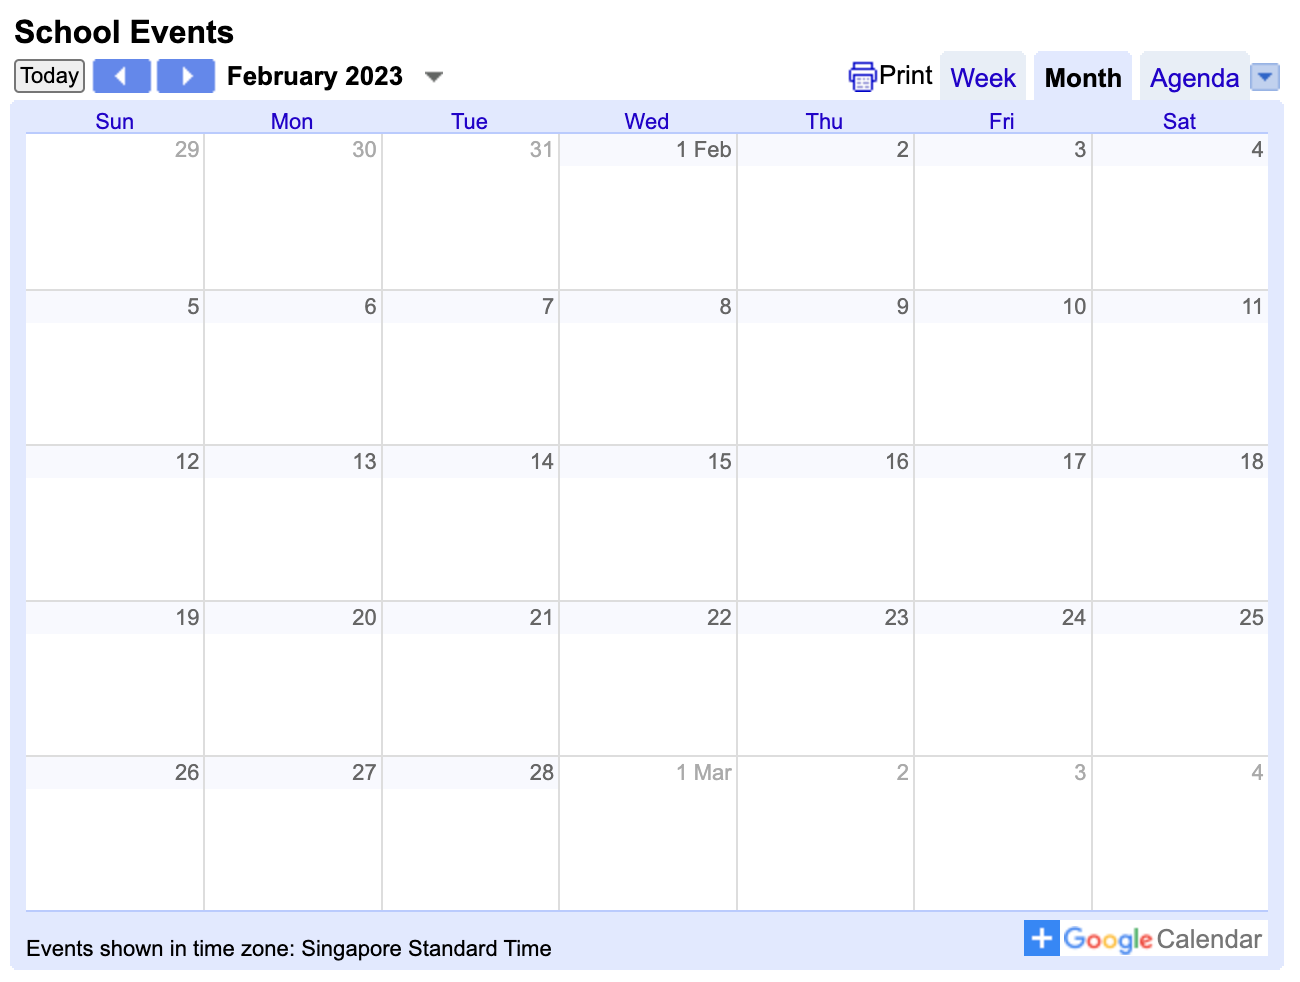 School Events
Today February 2023 Print Week Month Agenda
Sun Mon Tue Wed Thu Fri Sat
29 30 31 1 Feb 2 3 4
5 6 7 8 9 10 11
12 13 14 15 16 17 18
19 20 21 22 23 24 25
26 27 28 1 Mar 2 3 4
Events shown in time zone: Singapore Standard Time
Google Calendar